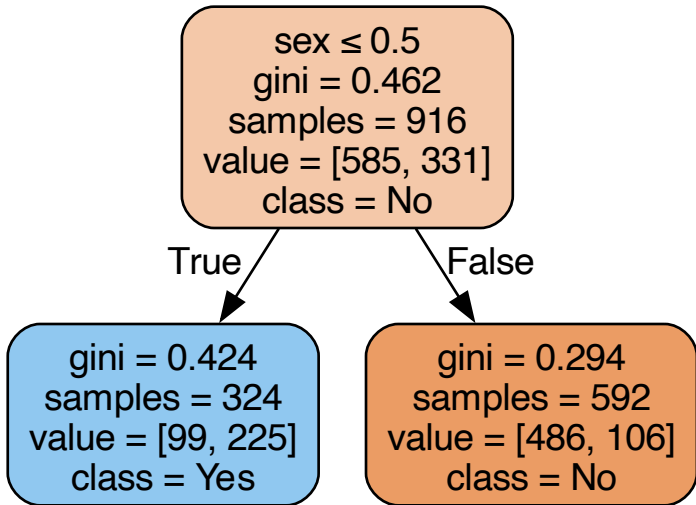 sex ≤ 0.5
gini = 0.462
samples = 916
value = [585, 331]
class = No
True
False
gini = 0.424
samples = 324
value = [99, 225]
class = Yes
gini = 0.294
samples = 592
value = [486, 106]
class = No